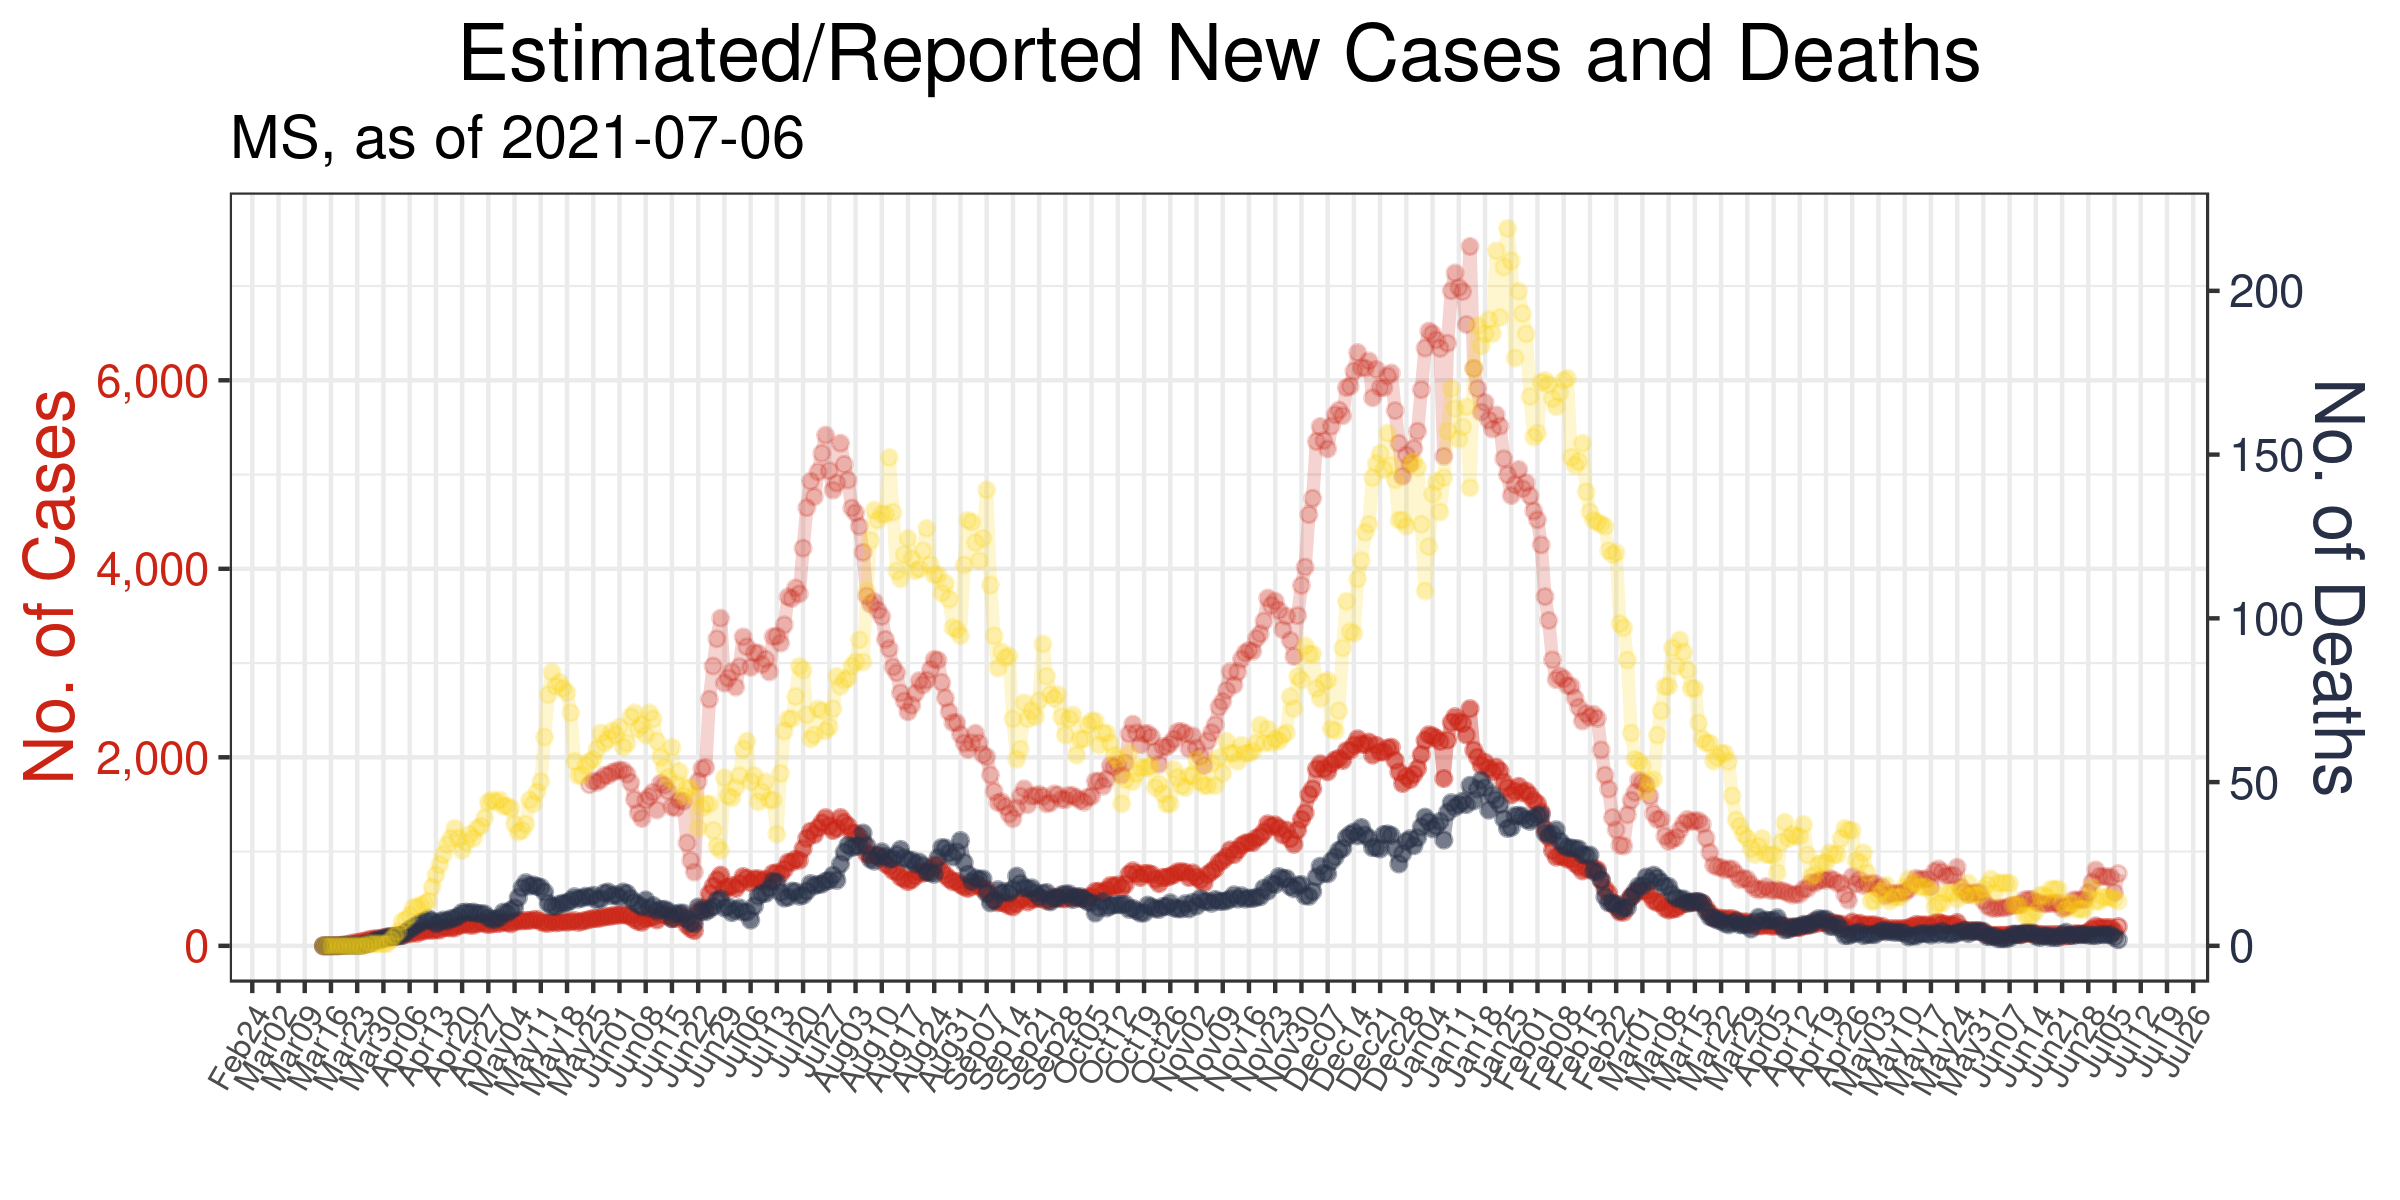 Estimated/Reported New Cases and Deaths
MS, as of 2021-07-06
No. of Cases
6,000
4,000
2,000
0
200
150
100
50
0
No. of Deaths
Feb24
Mar02
Mar09
Mar16
Mar23
Mar30
Apr06
Apr13
Apr20
Apr27
May04
May11
May18
May25
Jun01
Jun08
Jun15
Jun22
Jun29
Jul06
Jul13
Jul20
Jul27
Aug03
Aug10
Aug17
Aug24
Aug31
Sep07
Sep14
Sep21
Sep28
Oct05
Oct12
Oct19
Oct26
Nov02
Nov09
Nov16
Nov23
Nov30
Dec07
Dec14
Dec21
Dec28
Jan04
Jan11
Jan18
Jan25
Feb01
Feb08
Feb15
Feb22
Mar01
Mar08
Mar15
Mar22
Mar29
Apr05
Apr12
Apr19
Apr26
May03
May10
May17
May24
May31
Jun07
Jun14
Jun21
Jun28
Jul05
Jul12
Jul19
Jul26